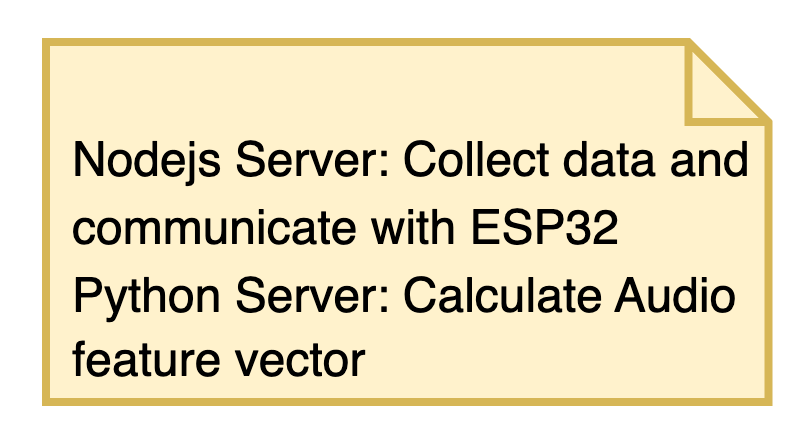 Nodejs Server: Collect data and
communicate with ESP32
Python Server: Calculate Audio
feature vector